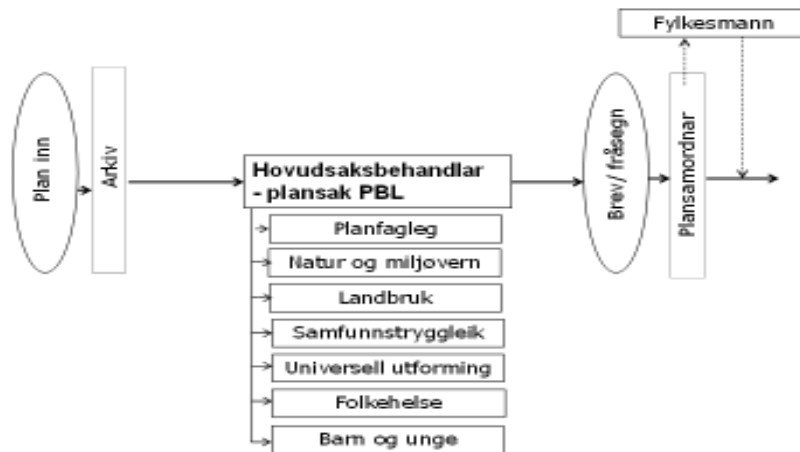 Fylkesmann
Plan inn
Arkiv
Hovudsaksbehandlar
- plansak PBL
Planfagleg
Natur og miljøvern
Landbruk
Samfunnstryggleik
Universell utforming
Folkehelse
Barn og unge
Brev/ fråsegn
Plansamordnar